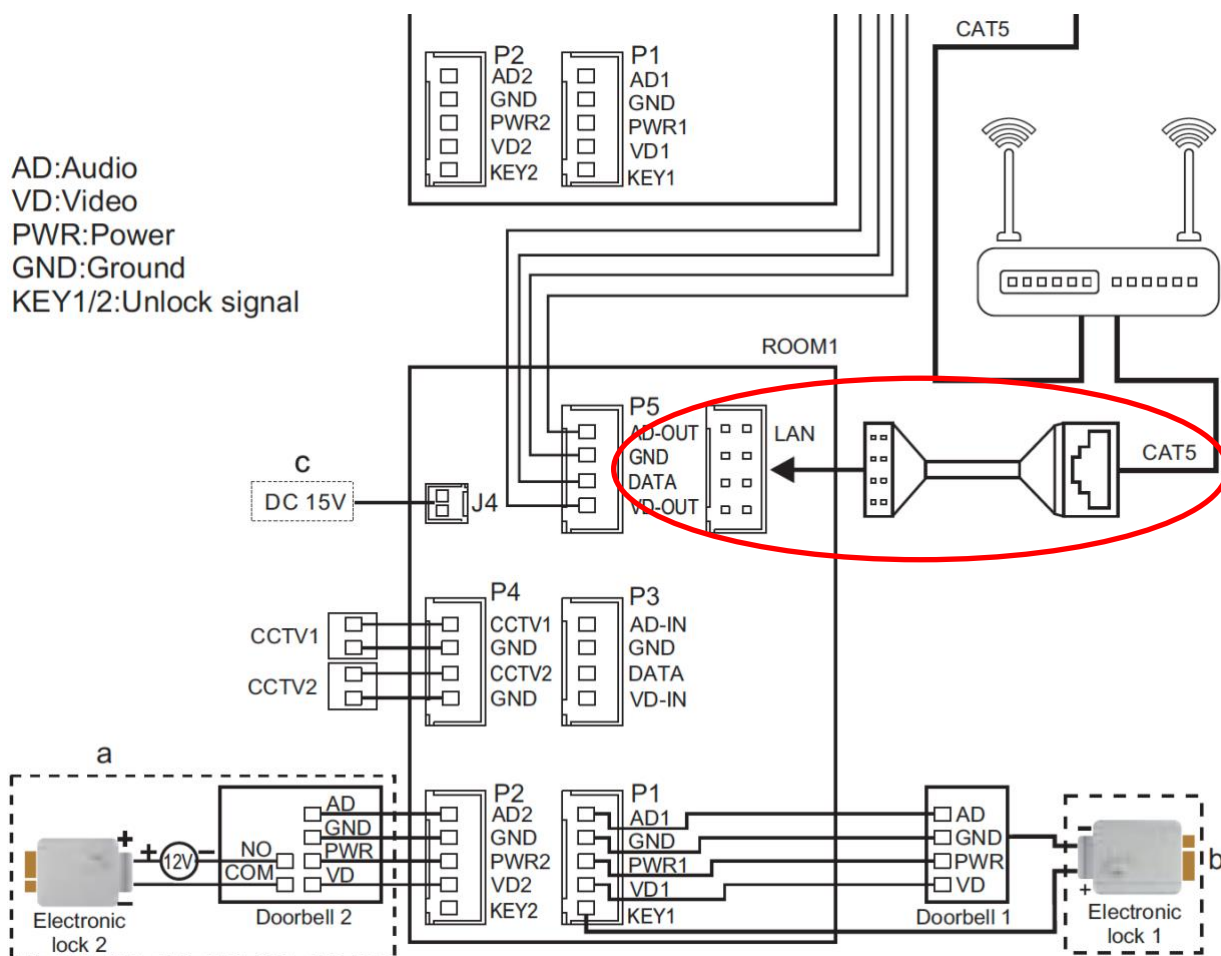 CAT5
P2
AD2
GND
PWR2
VD2
KEY2
P1
AD1
GND
PWR1
VD1
KEY1
AD:Audio
VD:Video
PWR:Power
GND:Ground
KEY1/2:Unlock signal
ROOM1
P5
AD-OUT
GND
DATA
VD-OUT
LAN
CAT5
c
DC 15V
J4
P4
CCTV1
GND
CCTV2
GND
P3
AD-IN
GND
DATA
VD-IN
CCTV1
CCTV2
a
+
-
+
12V
-
NO
COM
AD
GND
PWR
VD
Electronic
lock 2
Doorbell 2
P2
AD2
GND
PWR2
VD2
KEY2
P1
AD1
GND
PWR1
VD1
KEY1
AD
GND
PWR
VD
Doorbell 1
-
+
b
Electronic
lock 1